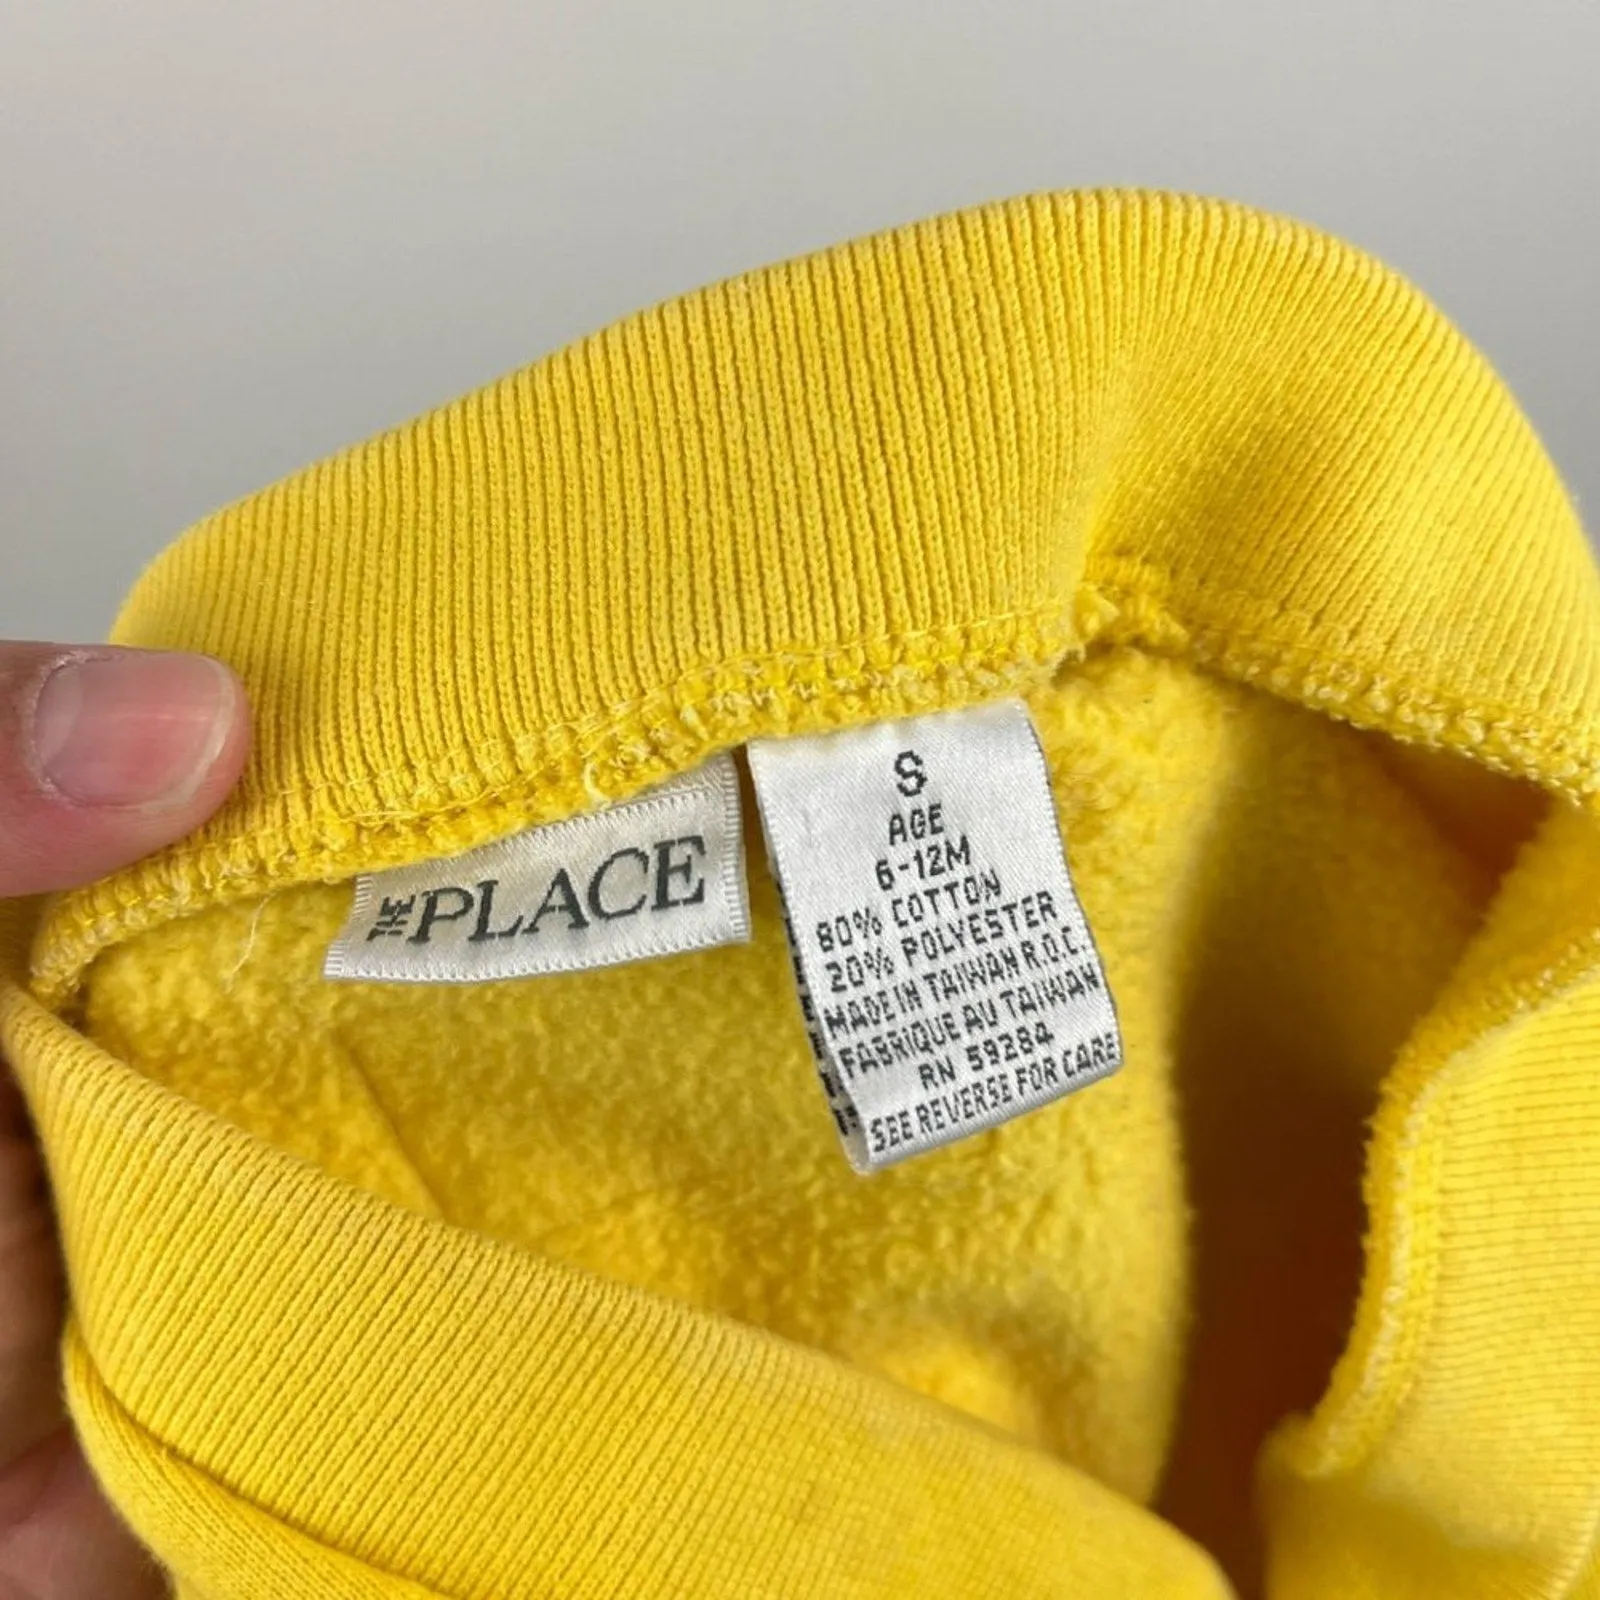 THE PLACE
S
AGE
6-12M
80% COTTON
20% POLYESTER
MADE IN TAIWAN R.O.C.
FABRIQUE AU TAIWAN
RN 59284
SEE REVERSE FOR CARE